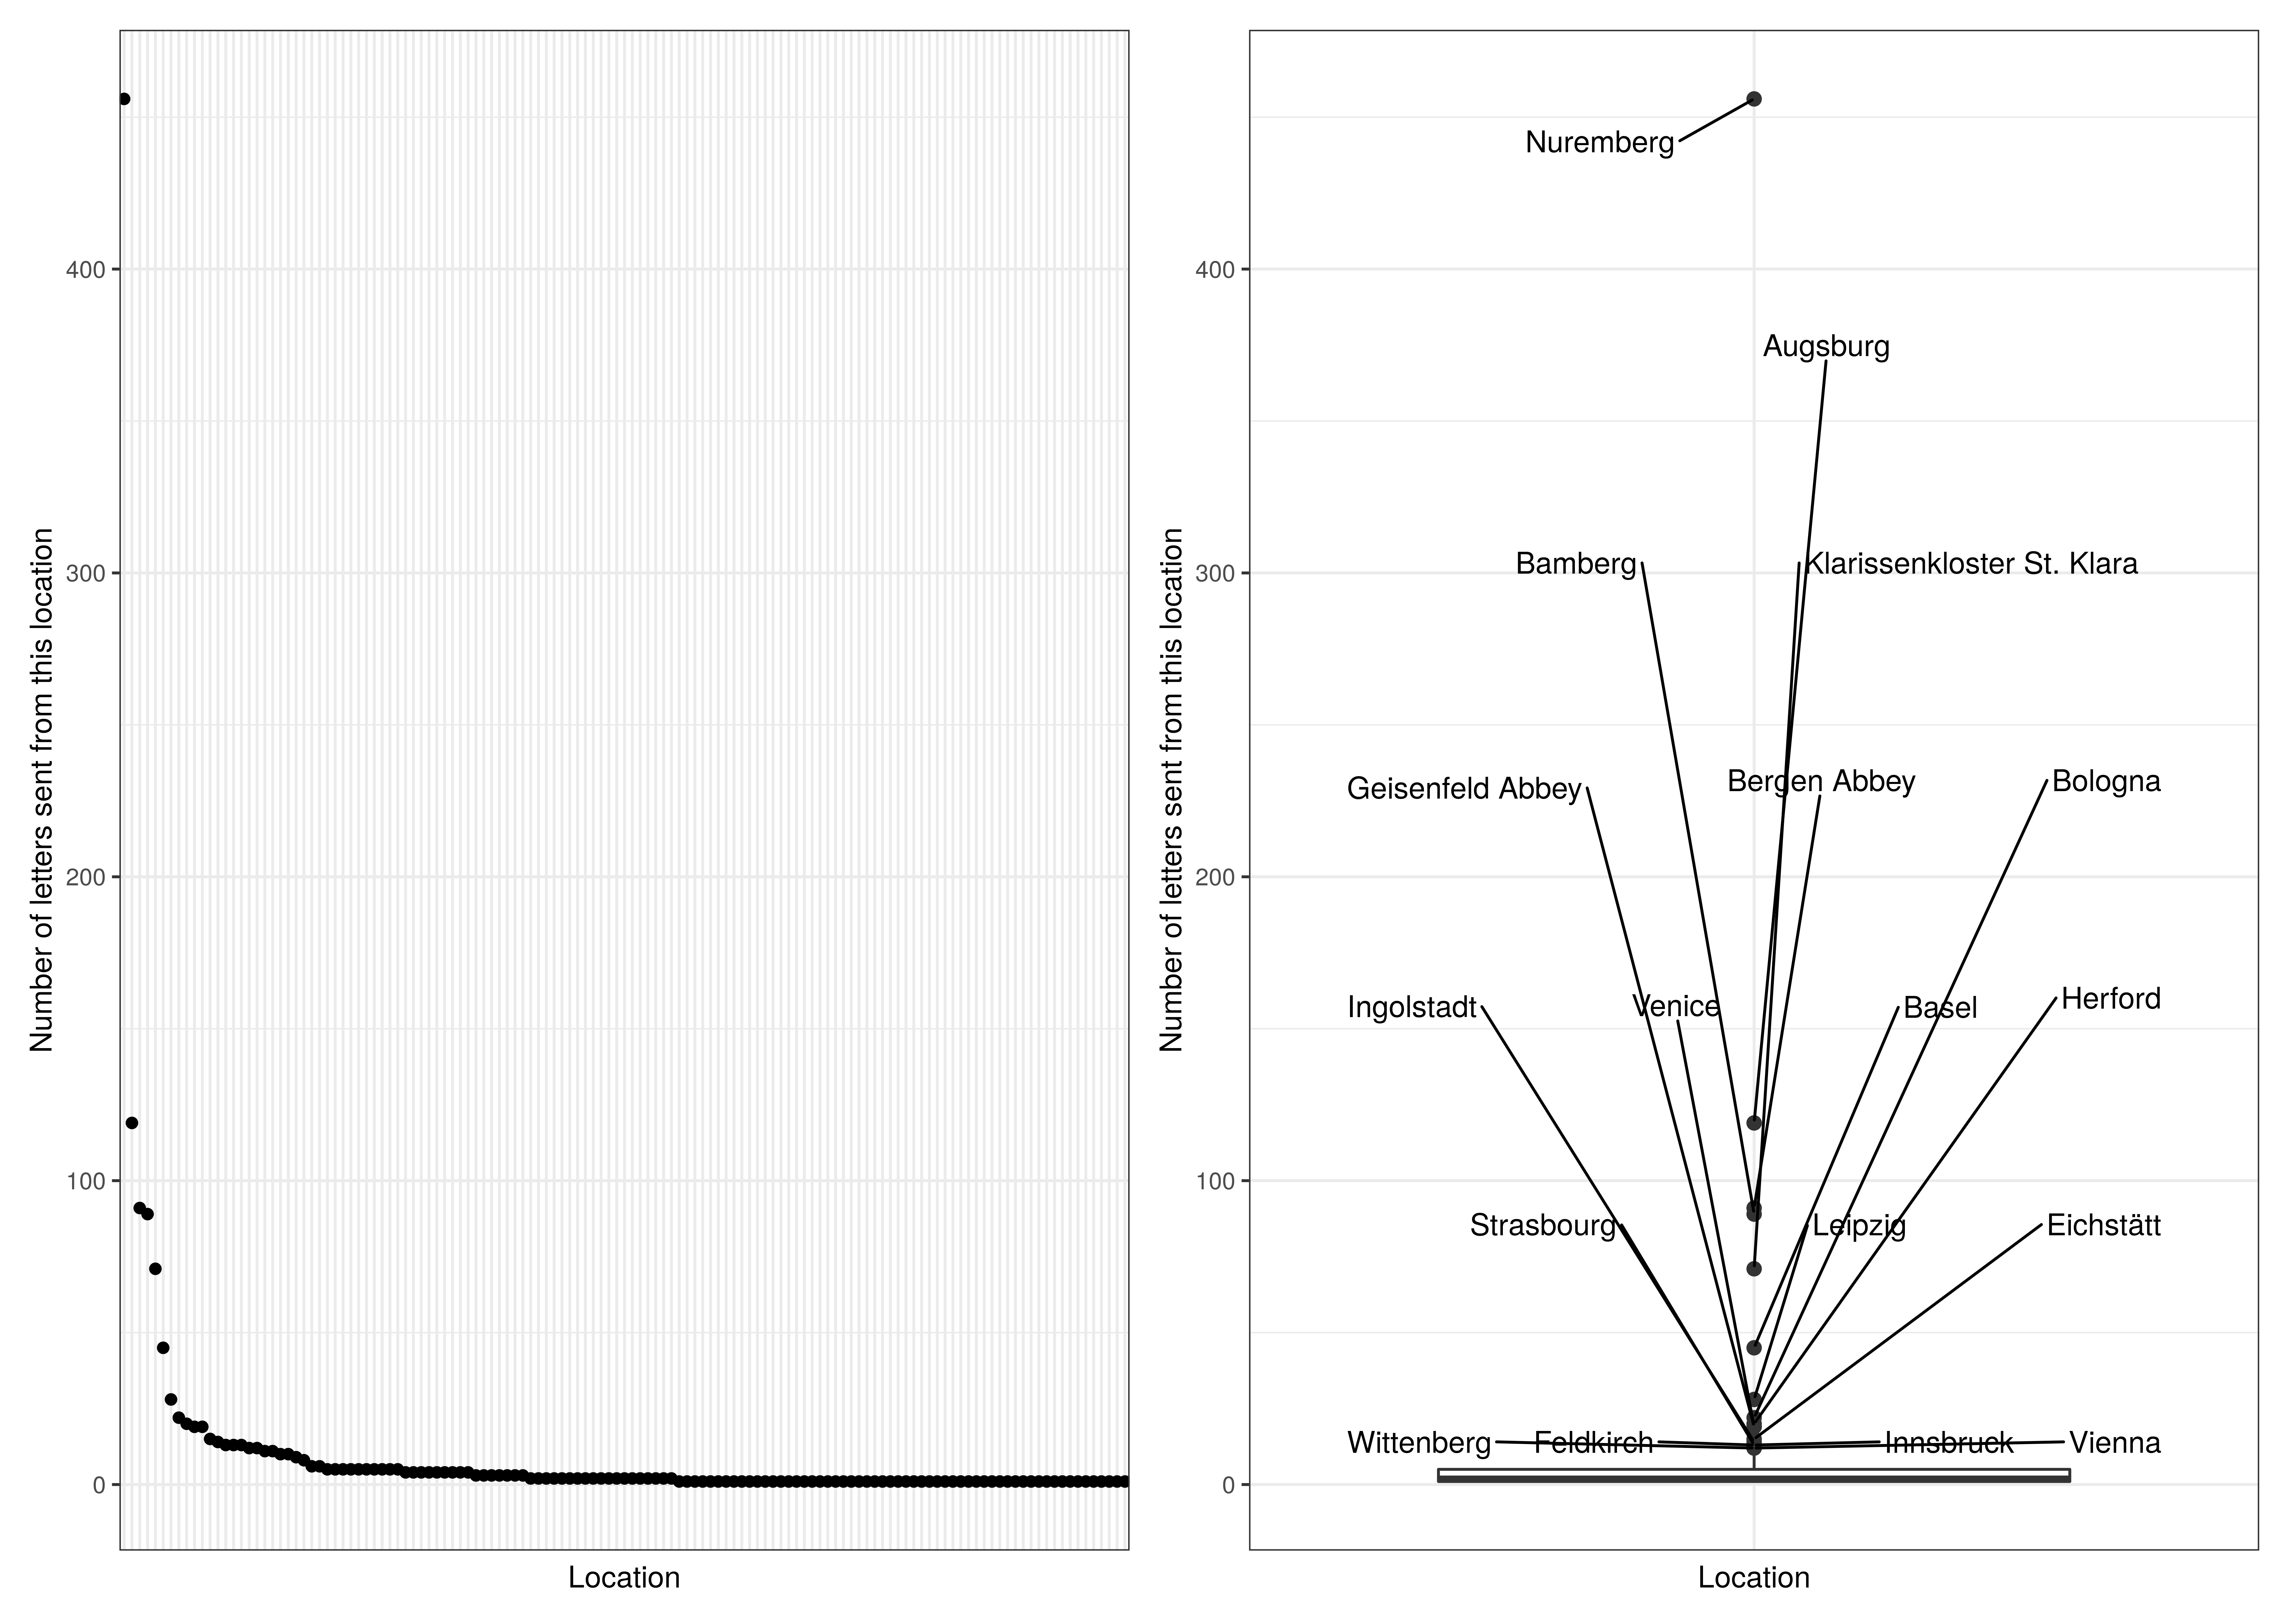 Number of letters sent from this location
400
300
200
100
0
Location
Number of letters sent from this location
400
300
200
100
0
Nuremberg
Augsburg
Bamberg
Klarissenkloster St. Klara
Geisenfeld Abbey
Bergen Abbey
Bologna
Ingolstadt
Venice
Basel
Herford
Strasbourg
Leipzig
Eichstätt
Wittenberg
Feldkirch
Innsbruck
Vienna
Location